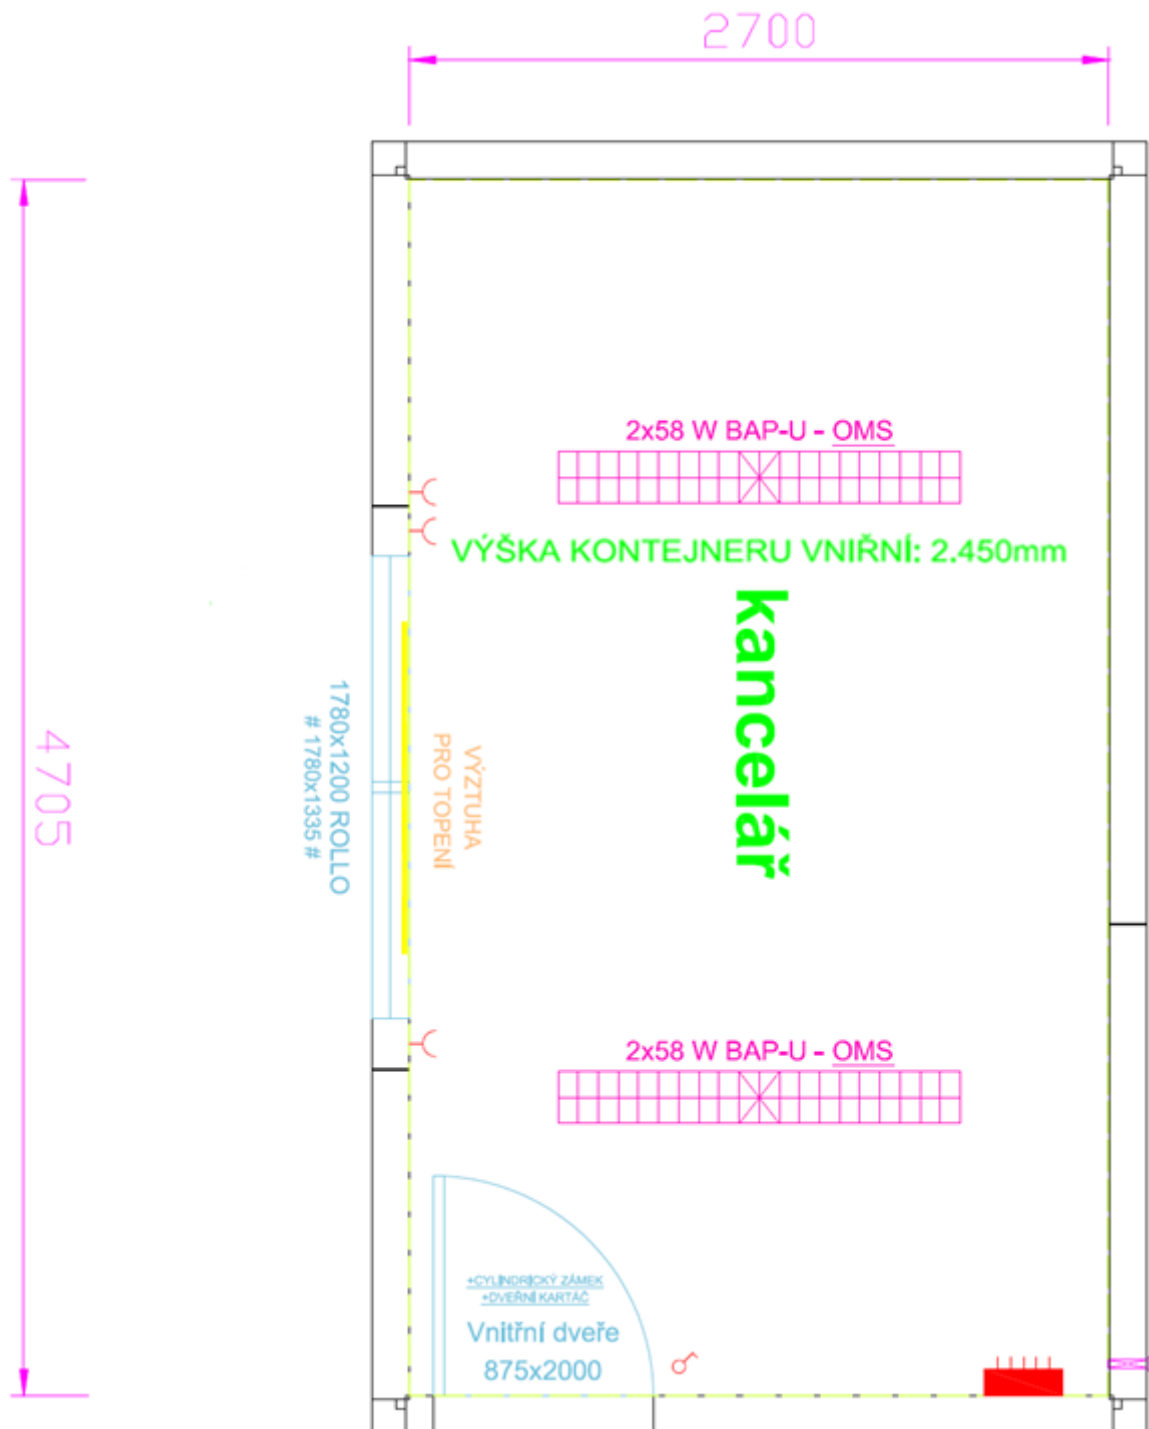 2700
2x58 W BAP-U - OMS
VÝŠKA KONTEJNERU VNIŘNÍ: 2.450mm
kancelář
4705
1780x1200 ROLLO
# 1780x1335 #
VÝZTUHA
PRO TOPENÍ
2x58 W BAP-U - OMS
+CYLINDRICKÝ ZÁMEK
+DVEŘNÍ KARTÁČ
Vnitřní dveře
875x2000